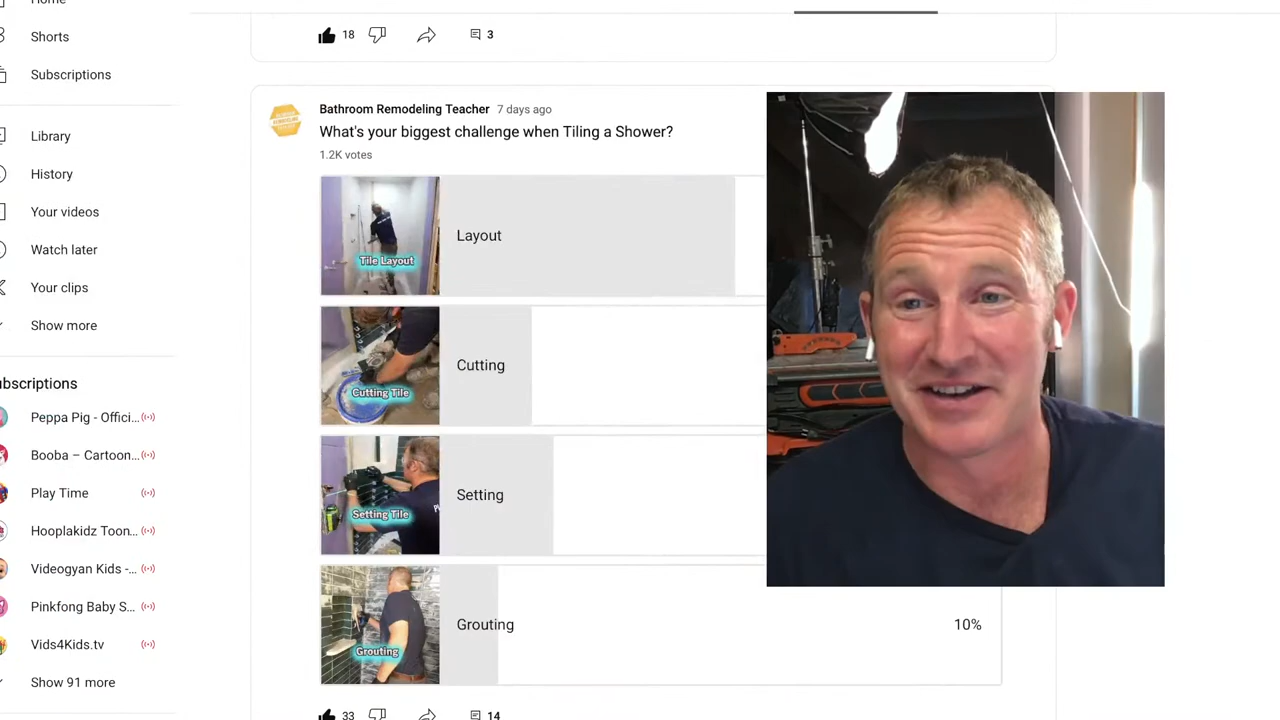 Home
Shorts
Subscriptions
Library
History
Your videos
Watch later
Your clips
Show more
bscriptions
Peppa Pig - Offici...
Booba – Cartoon...
Play Time
Hooplakidz Toon...
Videogyan Kids -...
Pinkfong Baby S...
Vids4Kids.tv
Show 91 more
18
3
Bathroom Remodeling Teacher 7 days ago
What's your biggest challenge when Tiling a Shower?
1.2K votes
Tile Layout
Layout
Cutting Tile
Cutting
Setting Tile
Setting
Grouting
Grouting
10%
33
14